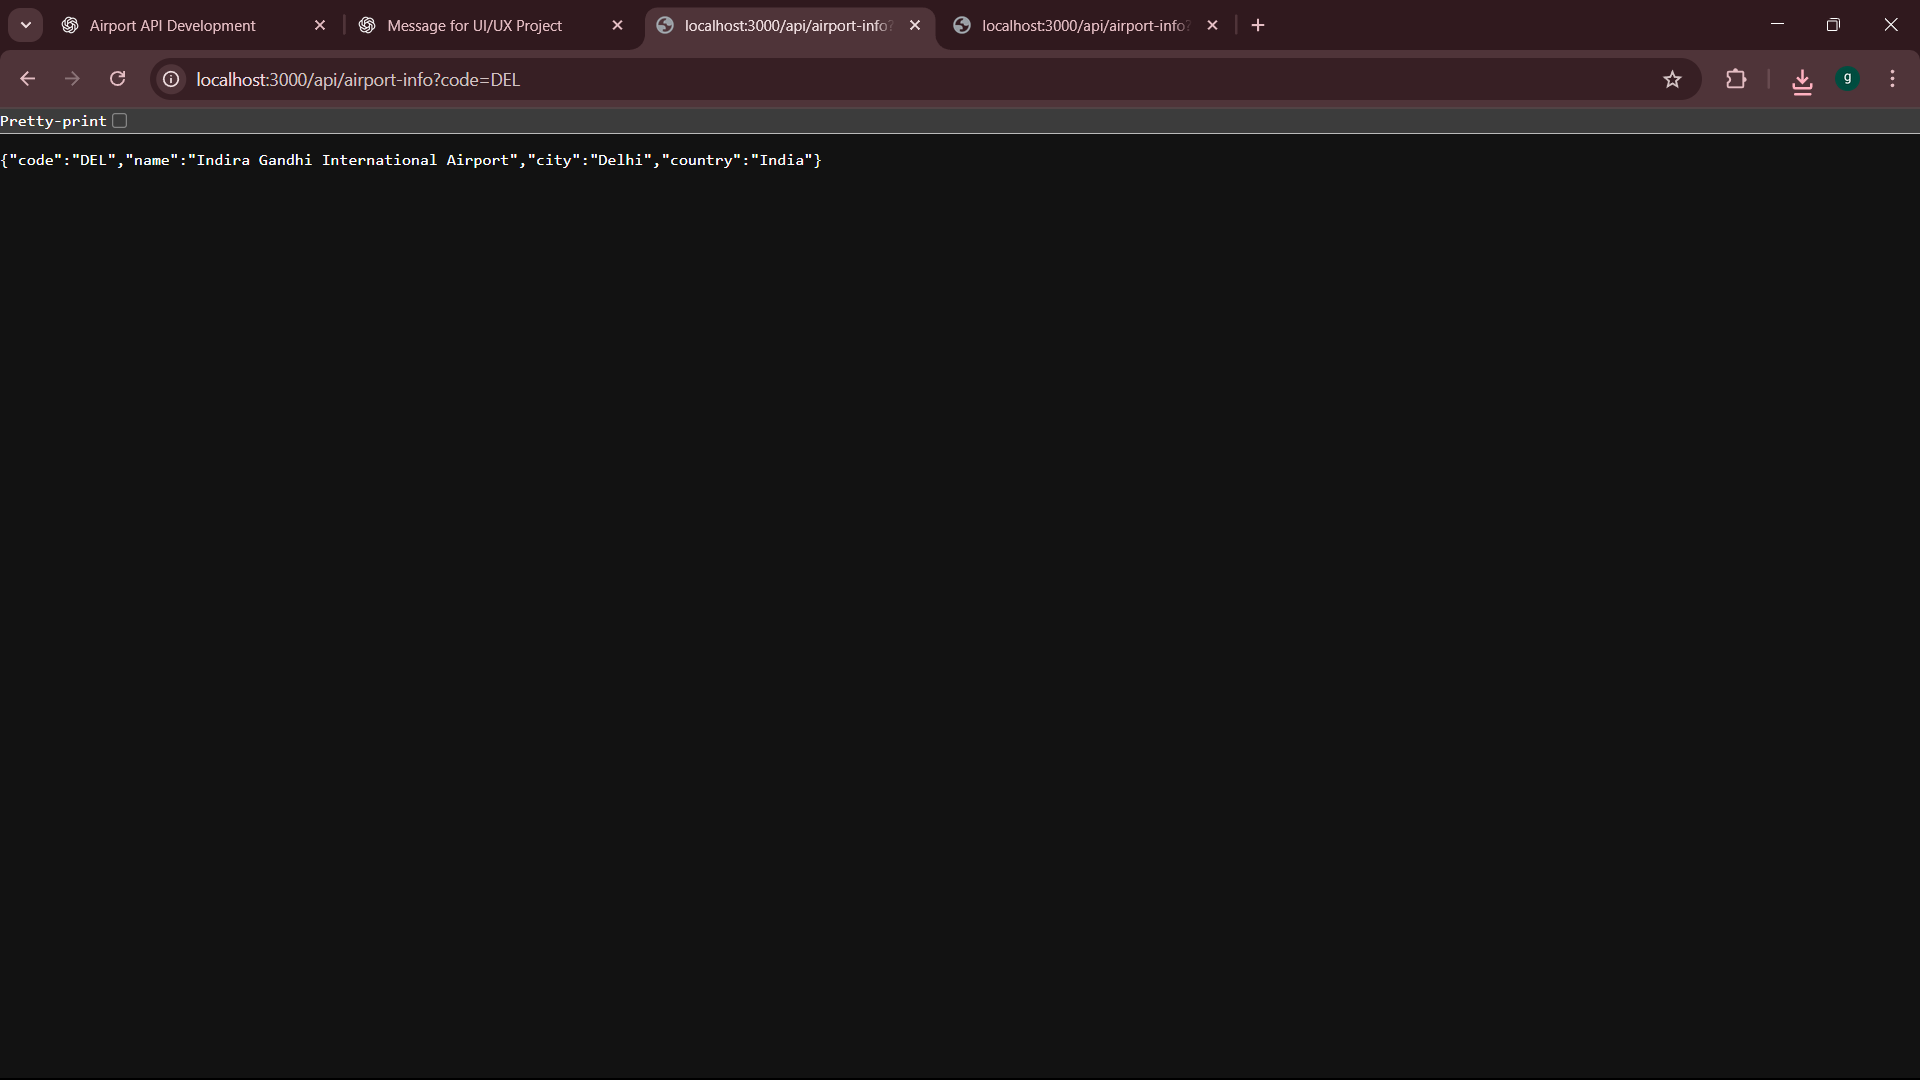 Airport API Development
Message for UI/UX Project
localhost:3000/api/airport-info?
localhost:3000/api/airport-info?
localhost:3000/api/airport-info?code=DEL
g
Pretty-print
{"code":"DEL","name":"Indira Gandhi International Airport","city":"Delhi","country":"India"}